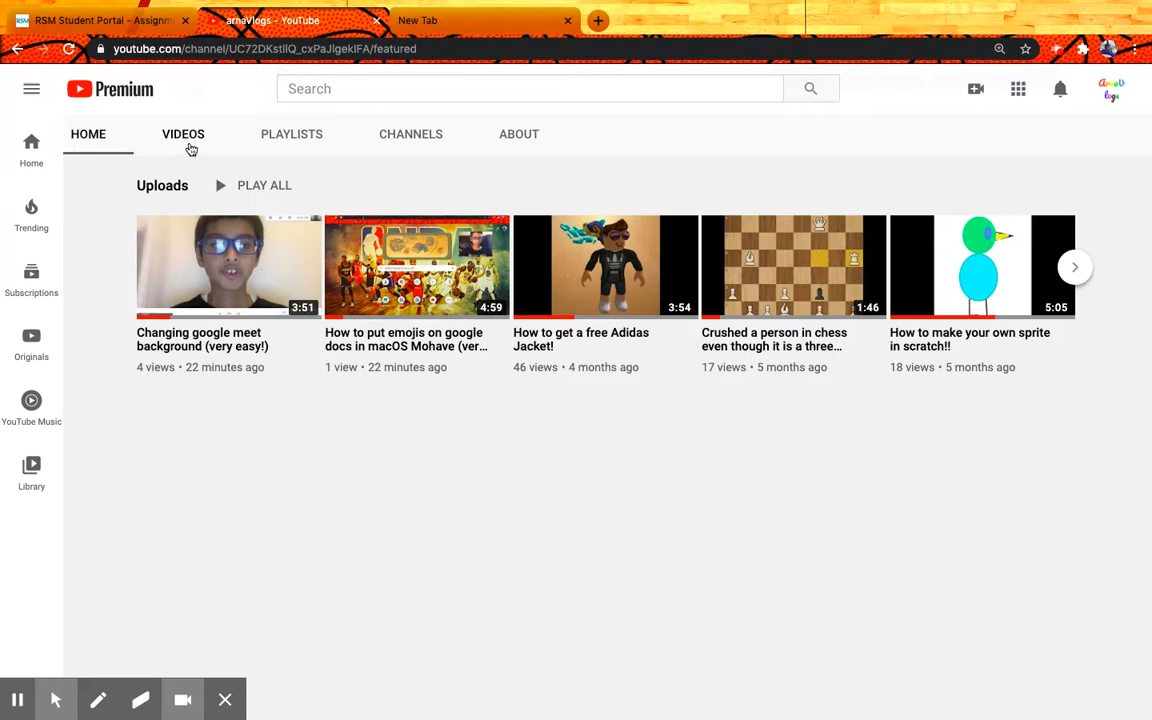 RSM Student Portal - Assignm
arnaVlogs - YouTube
New Tab
youtube.com/channel/UC72DKstllQ_cxPaJlgekIFA/featured
Premium
Search
HOME
VIDEOS
PLAYLISTS
CHANNELS
ABOUT
Home
Trending
Subscriptions
Originals
YouTube Music
Library
Uploads
PLAY ALL
3:51
4:59
3:54
1:46
5:05
Changing google meet
background (very easy!)
4 views • 22 minutes ago
How to put emojis on google
docs in macOS Mohave (ver...
1 view • 22 minutes ago
How to get a free Adidas
Jacket!
46 views • 4 months ago
Crushed a person in chess
even though it is a three...
17 views • 5 months ago
How to make your own sprite
in scratch!!
18 views • 5 months ago